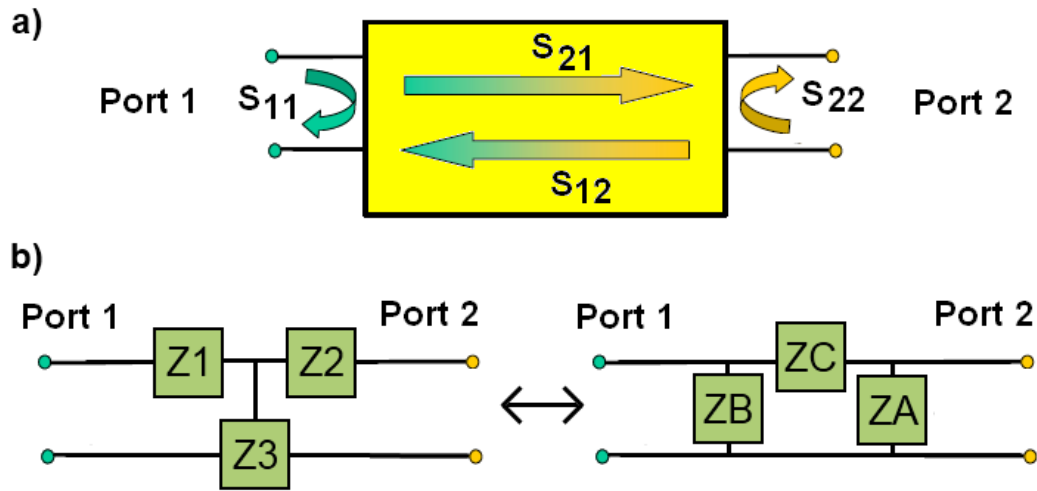 a)
S21
Port 1
S11
S22
Port 2
S12
b)
Port 1
Port 2
Port 1
Port 2
Z1
Z2
ZC
ZB
ZA
Z3